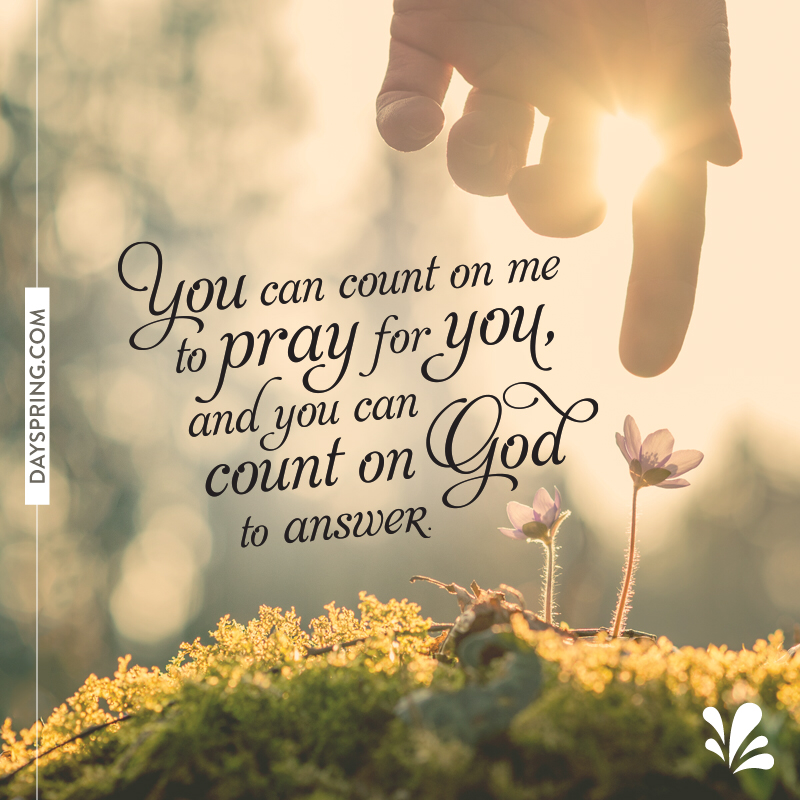 You can count on me
to pray for you,
and you can
count on God
to answer.
DAYSPRING.COM